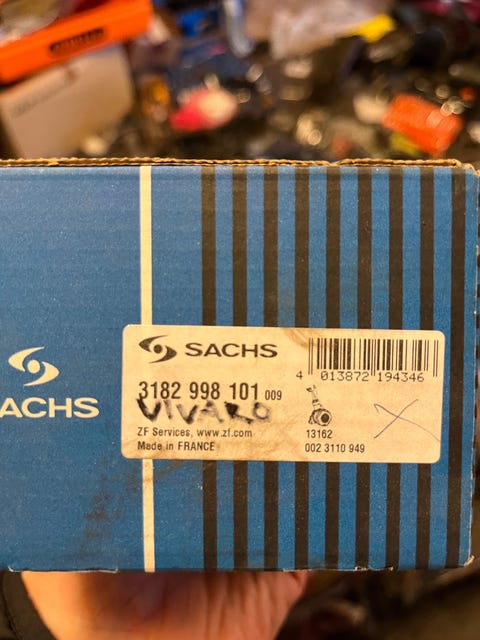 SACHS
ACHS
4 013872 194346
3182 998 101 009
VIVARO
ZF Services, www.zf.com
13162
Made in FRANCE
002 3110 949